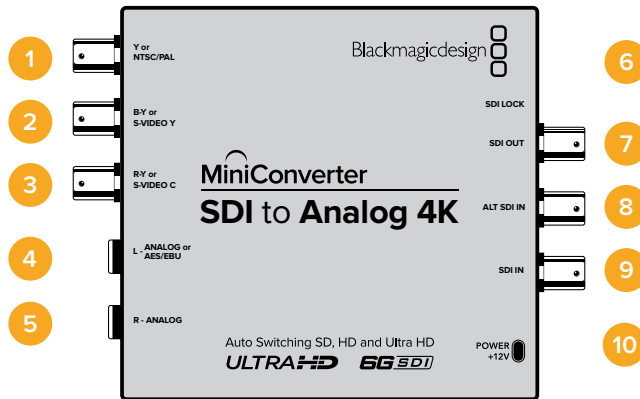 1
Y or
NTSC/PAL
2
B-Y or
S-VIDEO Y
3
R-Y or
S-VIDEO C
4
L - ANALOG or
AES/EBU
5
R - ANALOG
Blackmagicdesign
MiniConverter
SDI to Analog 4K
Auto Switching SD, HD and Ultra HD
ULTRA HD 6G SDI
SDI LOCK
6
SDI OUT
7
ALT SDI IN
8
SDI IN
9
POWER
+12V
10